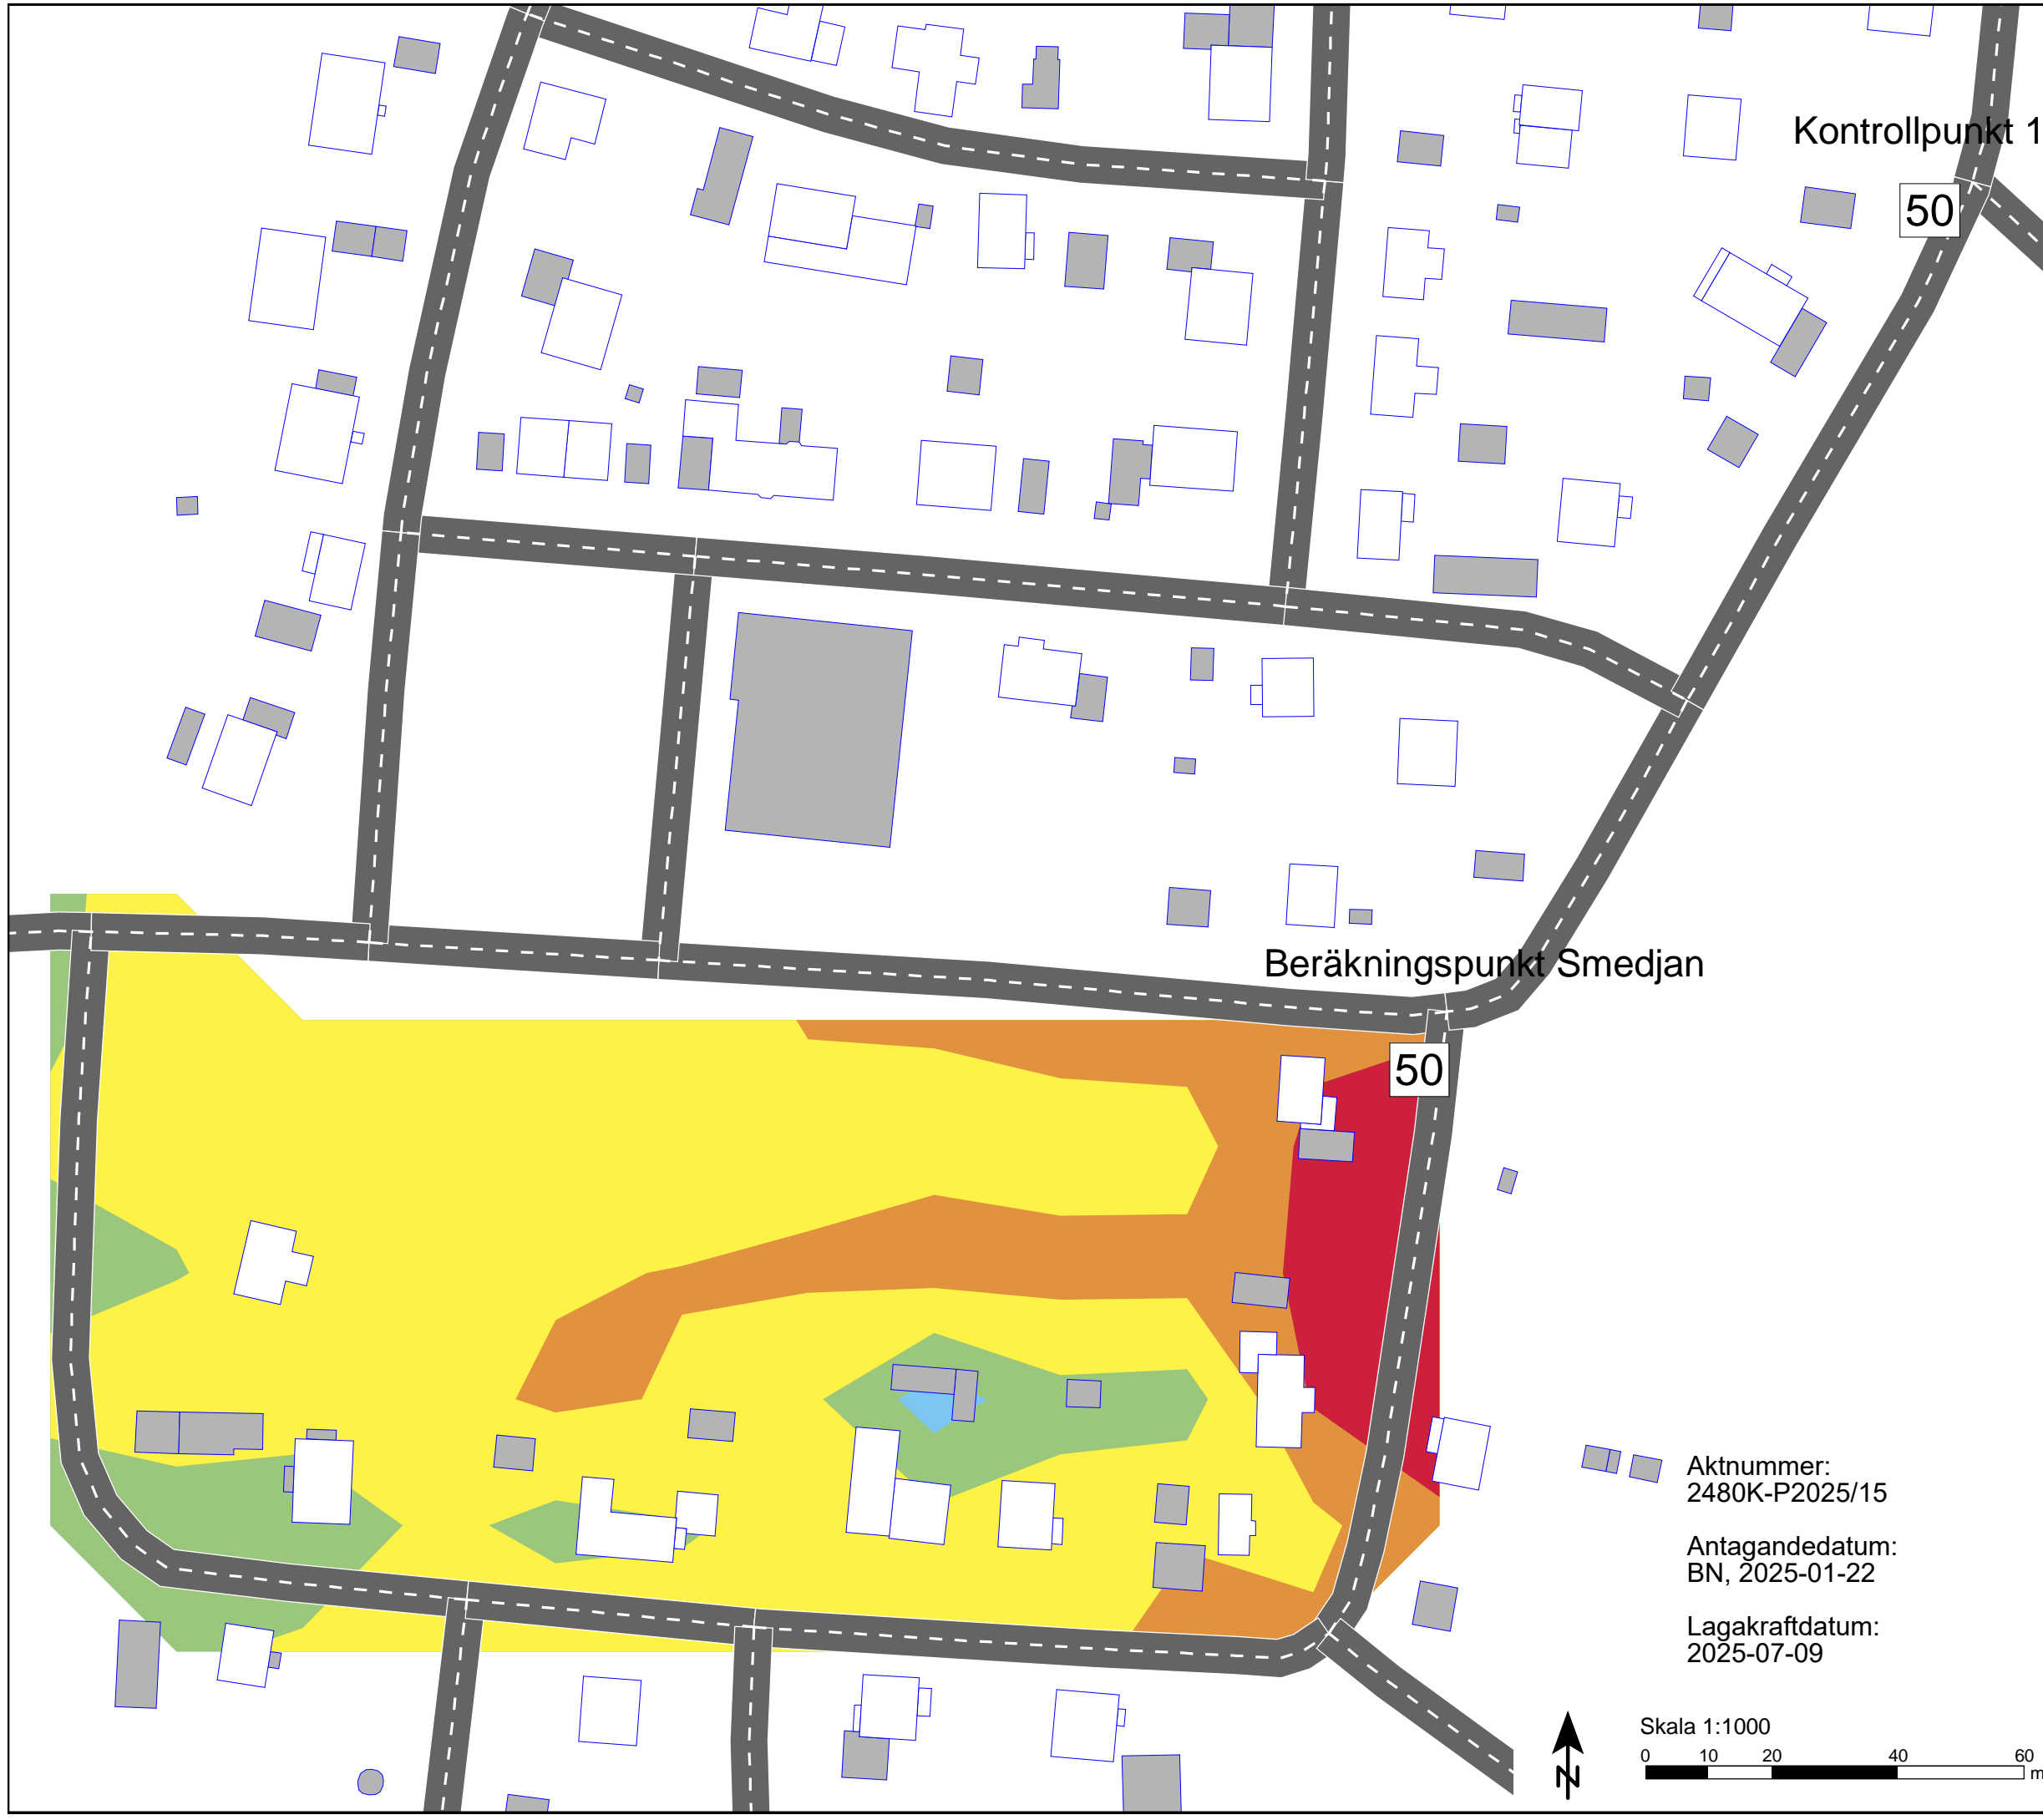 Kontrollpunkt 1
50
Beräkningspunkt Smedjan
50
Aktnummer:
2480K-P2025/15
Antagandedatum:
BN, 2025-01-22
Lagakraftdatum:
2025-07-09
Skala 1:1000
0 10 20 40 60
m
N